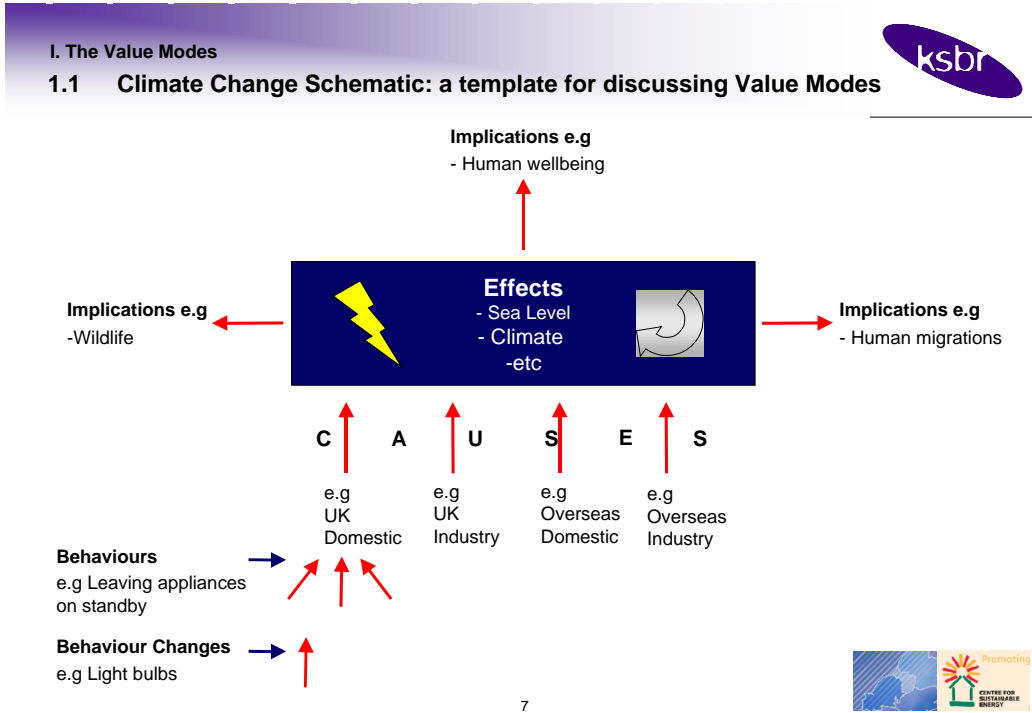 I. The Value Modes
1.1 Climate Change Schematic: a template for discussing Value Modes
ksbr
Implications e.g
- Human wellbeing
Effects
- Sea Level
- Climate
-etc
Implications e.g
-Wildlife
Implications e.g
- Human migrations
C A U S E S
e.g
UK
Domestic
e.g
UK
Industry
e.g
Overseas
Domestic
e.g
Overseas
Industry
Behaviours
e.g Leaving appliances
on standby
Behaviour Changes
e.g Light bulbs
7
Promoting
CENTRE FOR
SUSTAINABLE
ENERGY